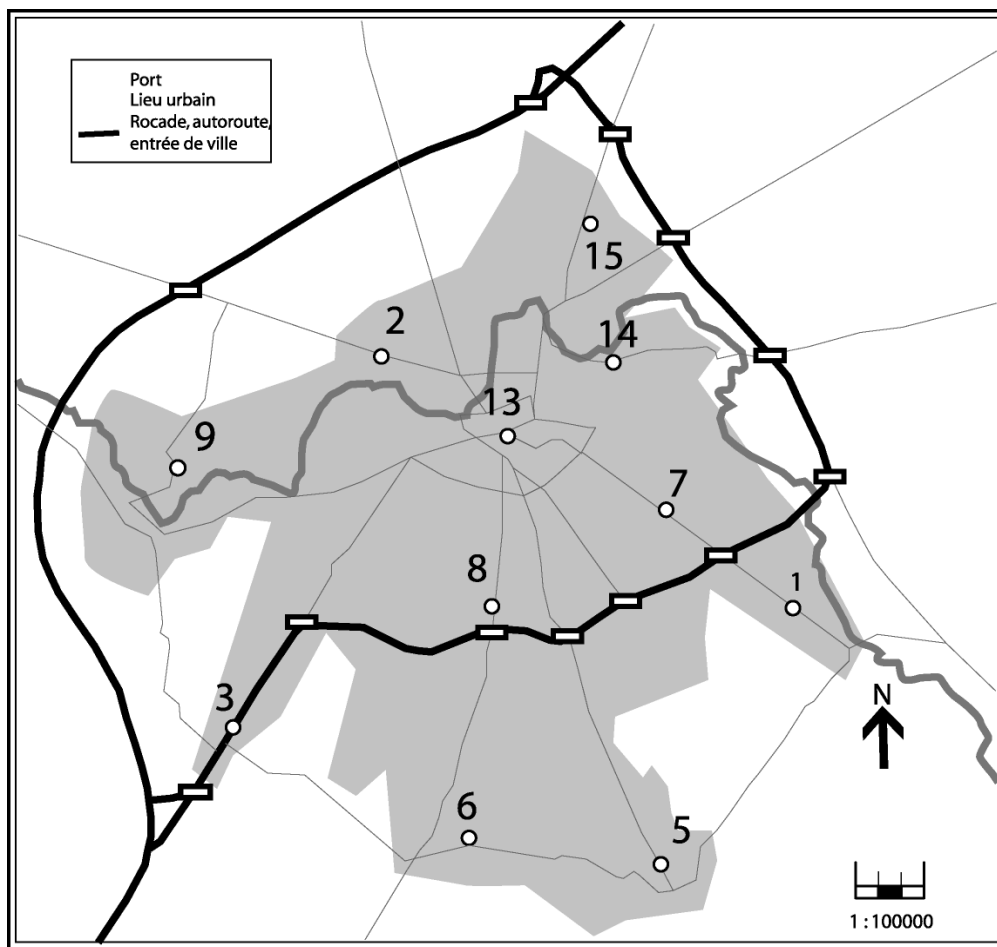 Port
Lieu urbain
Rocade, autoroute,
entrée de ville
15
2
14
13
9
7
8
1
3
N
6
5
1 : 100000